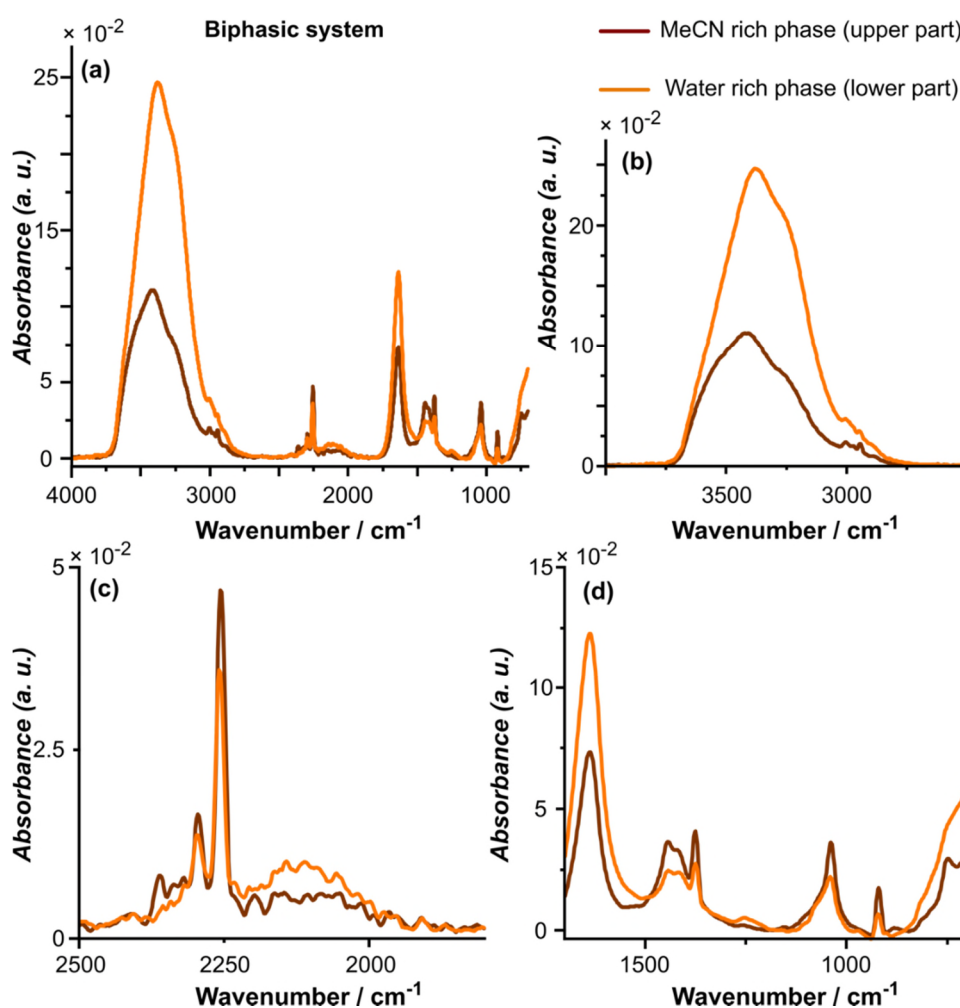 × 10⁻² Biphasic system
MeCN rich phase (upper part)
Water rich phase (lower part)
(a)
25
15
5
0
Absorbance (a. u.)
4000 3000 2000 1000
Wavenumber / cm⁻¹
× 10⁻²
(b)
20
10
0
Absorbance (a. u.)
3500 3000
Wavenumber / cm⁻¹
× 10⁻²
(c)
5
2.5
0
Absorbance (a. u.)
2500 2250 2000
Wavenumber / cm⁻¹
× 10⁻²
(d)
15
10
5
0
Absorbance (a. u.)
1500 1000
Wavenumber / cm⁻¹